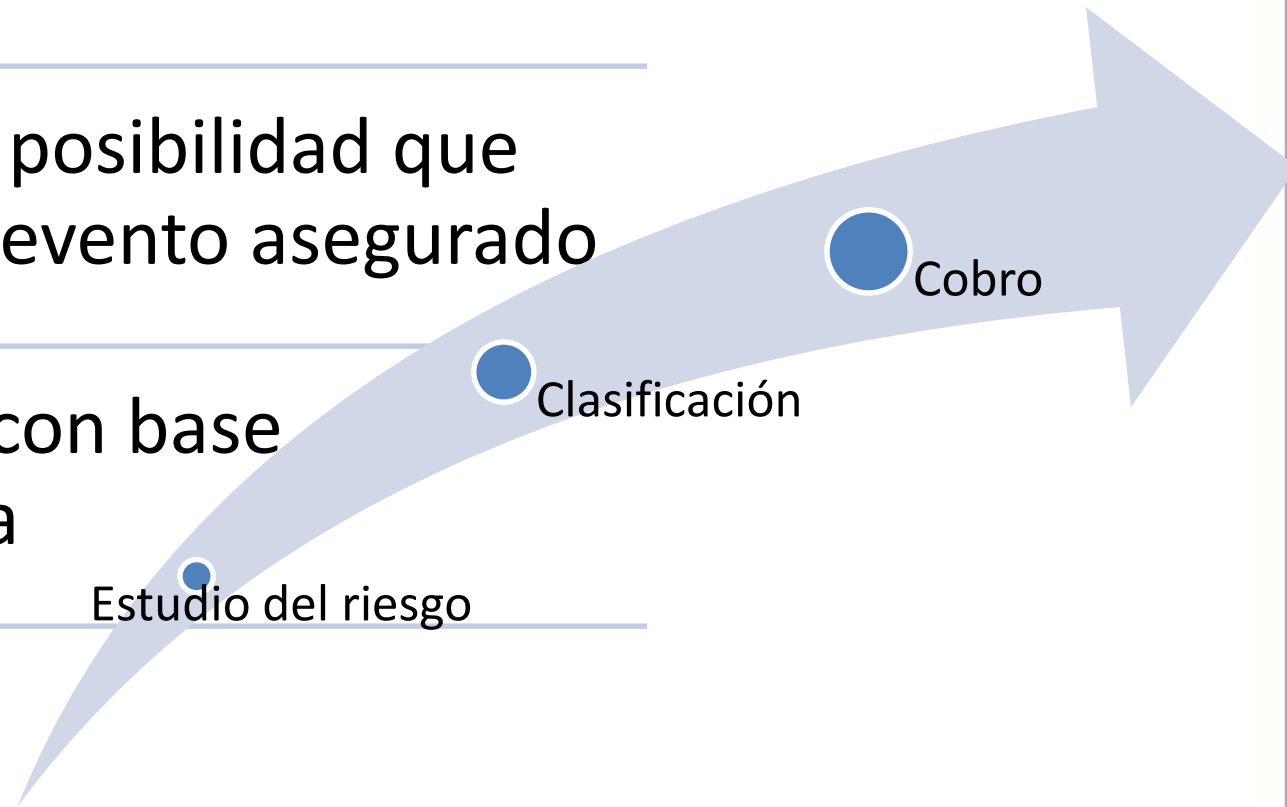 posibilidad que
evento asegurado
con base
a
Estudio del riesgo
Clasificación
Cobro